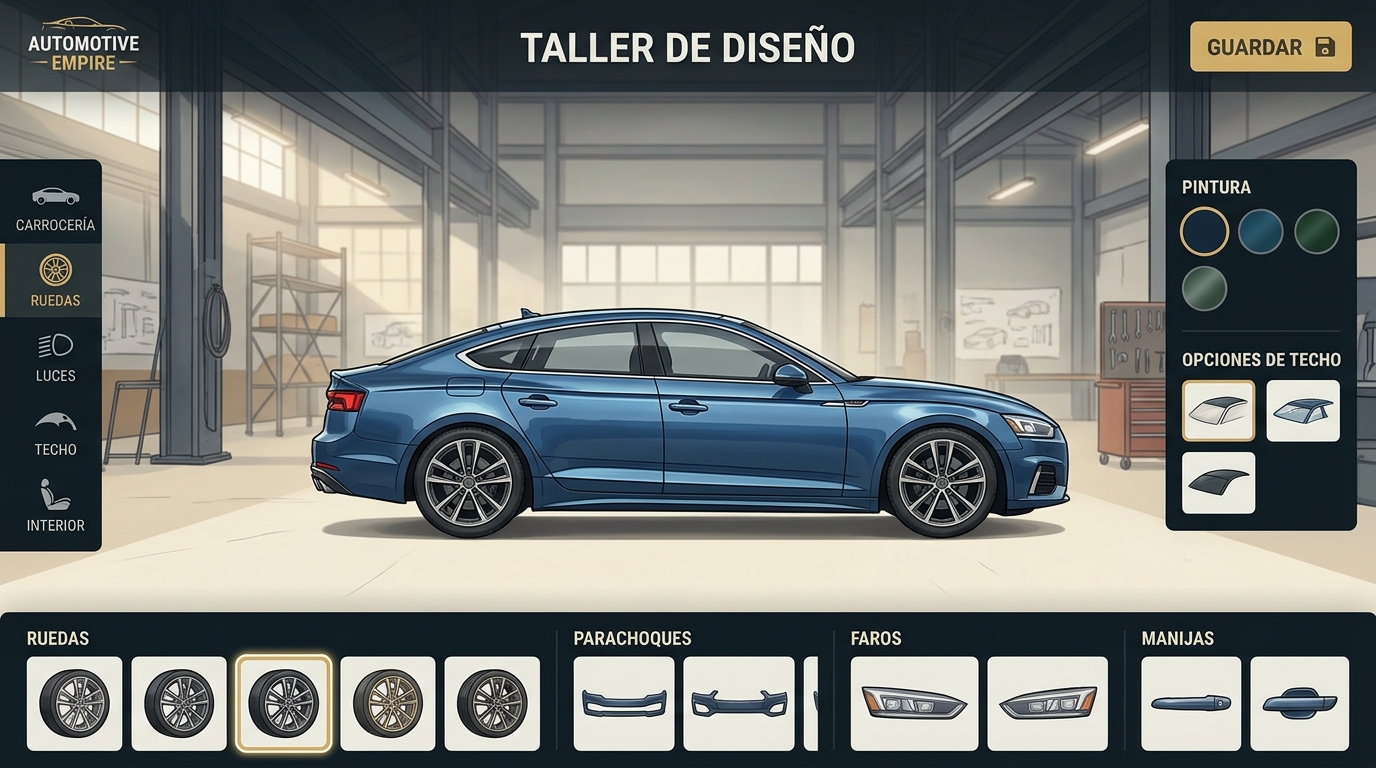 AUTOMOTIVE
EMPIRE
TALLER DE DISEÑO
GUARDAR
CARROCERÍA
RUEDAS
LUCES
TECHO
INTERIOR
PINTURA
OPCIONES DE TECHO
RUEDAS
PARACHOQUES
FAROS
MANIJAS